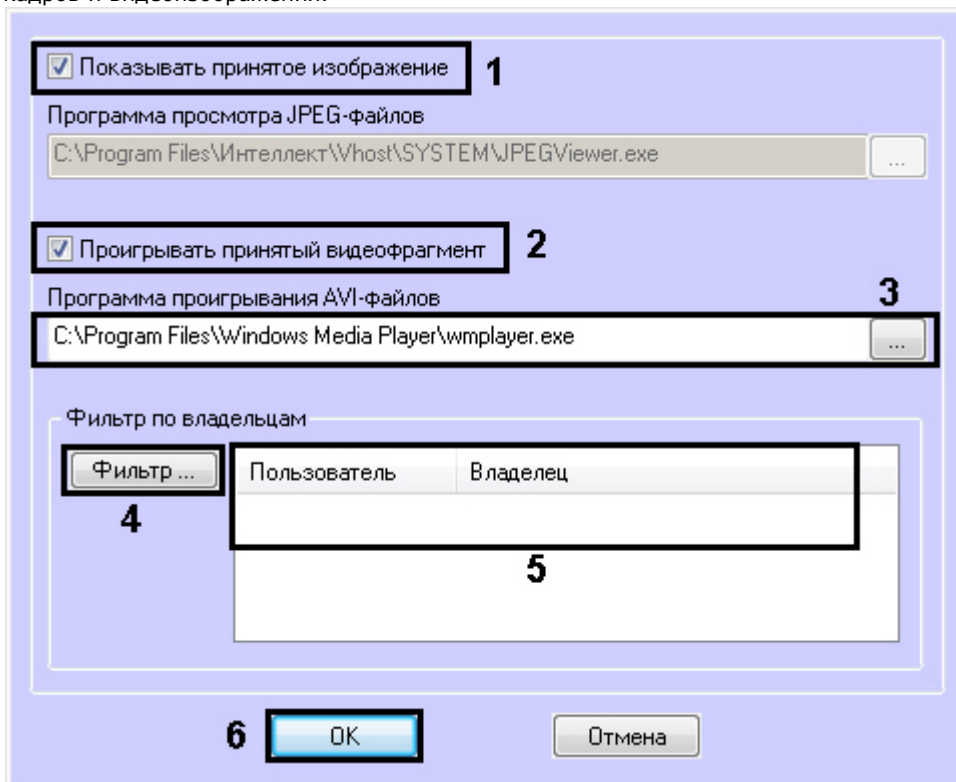 кадров и видеоизображений.
Показывать принятое изображение 1
Программа просмотра JPEG-файлов
C:\Program Files\Интеллект\Vhost\SYSTEM\JPEGViewer.exe ...
Проигрывать принятый видеофрагмент 2
Программа проигрывания AVI-файлов 3
C:\Program Files\Windows Media Player\wmplayer.exe ...
Фильтр по владельцам
Фильтр ... Пользователь Владелец
4
5
6 OK Отмена